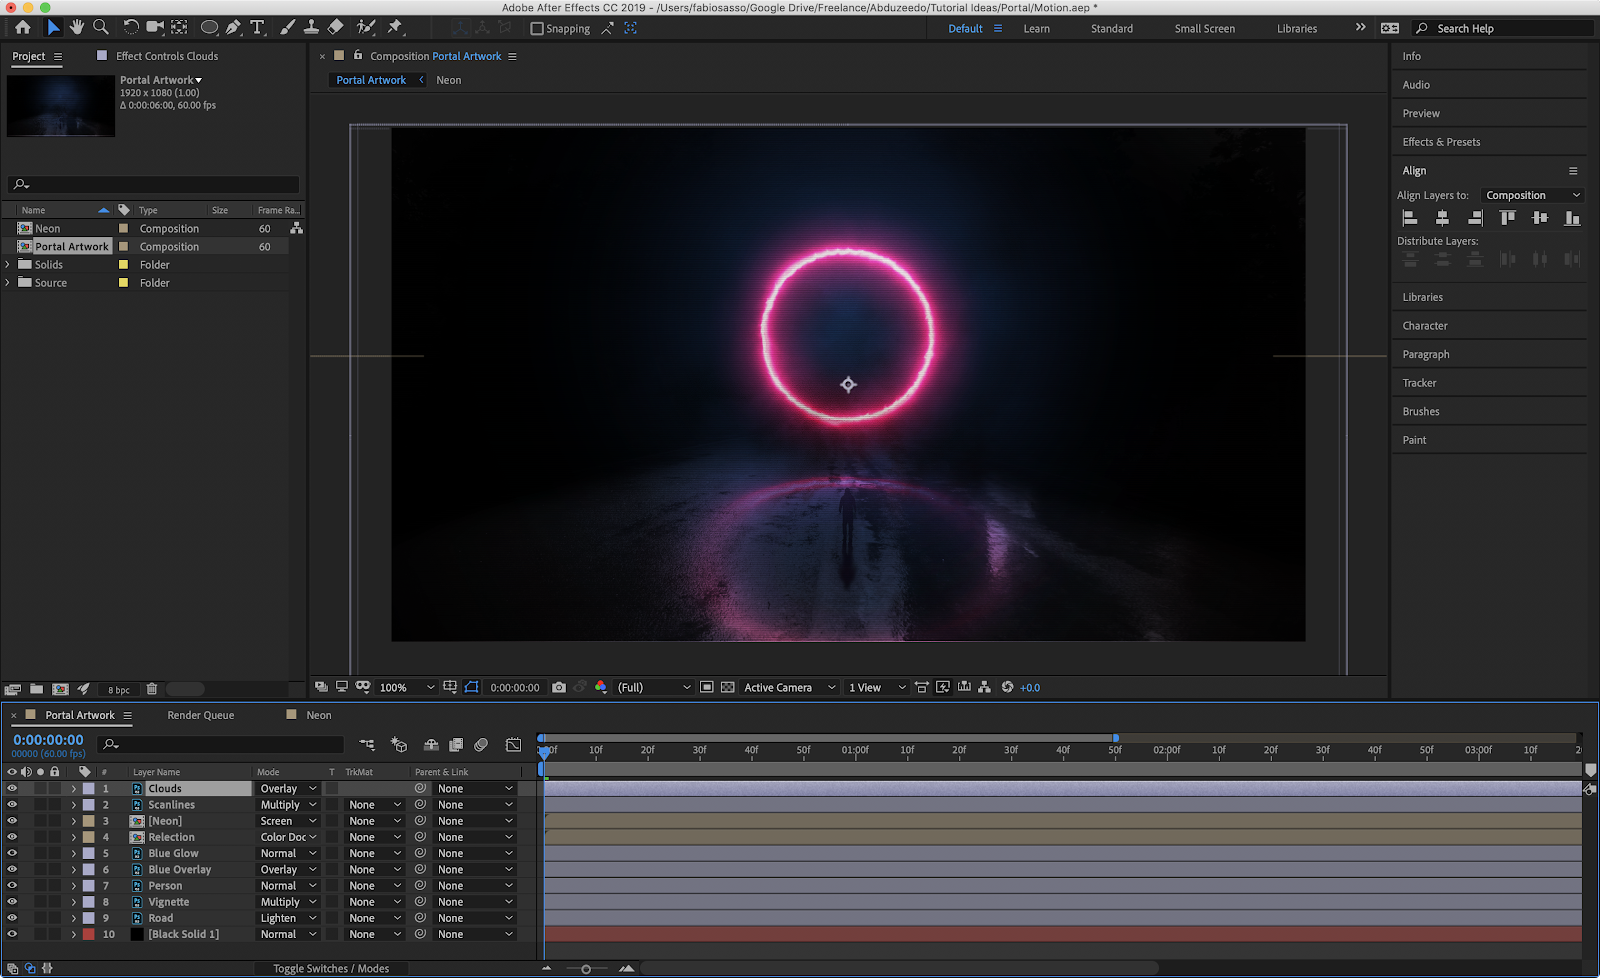 Adobe After Effects CC 2019 - /Users/fabiosasso/Google Drive/Freelance/Abduzeedo/Tutorial Ideas/Portal/Motion.aep *
Snapping
Default
Learn
Standard
Small Screen
Libraries
Search Help
Project
Effect Controls Clouds
Portal Artwork
1920 x 1080 (1.00)
Δ 0:00:06:00, 60.00 fps
Name Type Size Frame Ra...
Neon Composition 60
Portal Artwork Composition 60
Solids Folder
Source Folder
8 bpc
Composition Portal Artwork
Portal Artwork Neon
100% 0:00:00:00 (Full) Active Camera 1 View +0.0
Info
Audio
Preview
Effects & Presets
Align
Align Layers to: Composition
Distribute Layers:
Libraries
Character
Paragraph
Tracker
Brushes
Paint
Portal Artwork Render Queue Neon
0:00:00:00
00000 (60.00 fps)
10f 20f 30f 40f 50f 01:00f 10f 20f 30f 40f 50f 02:00f 10f 20f 30f 40f 50f 03:00f 10f
# Layer Name Mode T TrkMat Parent & Link
1 Clouds Overlay None
2 Scanlines Multiply None None
3 [Neon] Screen None None
4 Relection Color Doc None None
5 Blue Glow Normal None None
6 Blue Overlay Overlay None None
7 Person Normal None None
8 Vignette Multiply None None
9 Road Lighten None None
10 [Black Solid 1] Normal None None
Toggle Switches / Modes